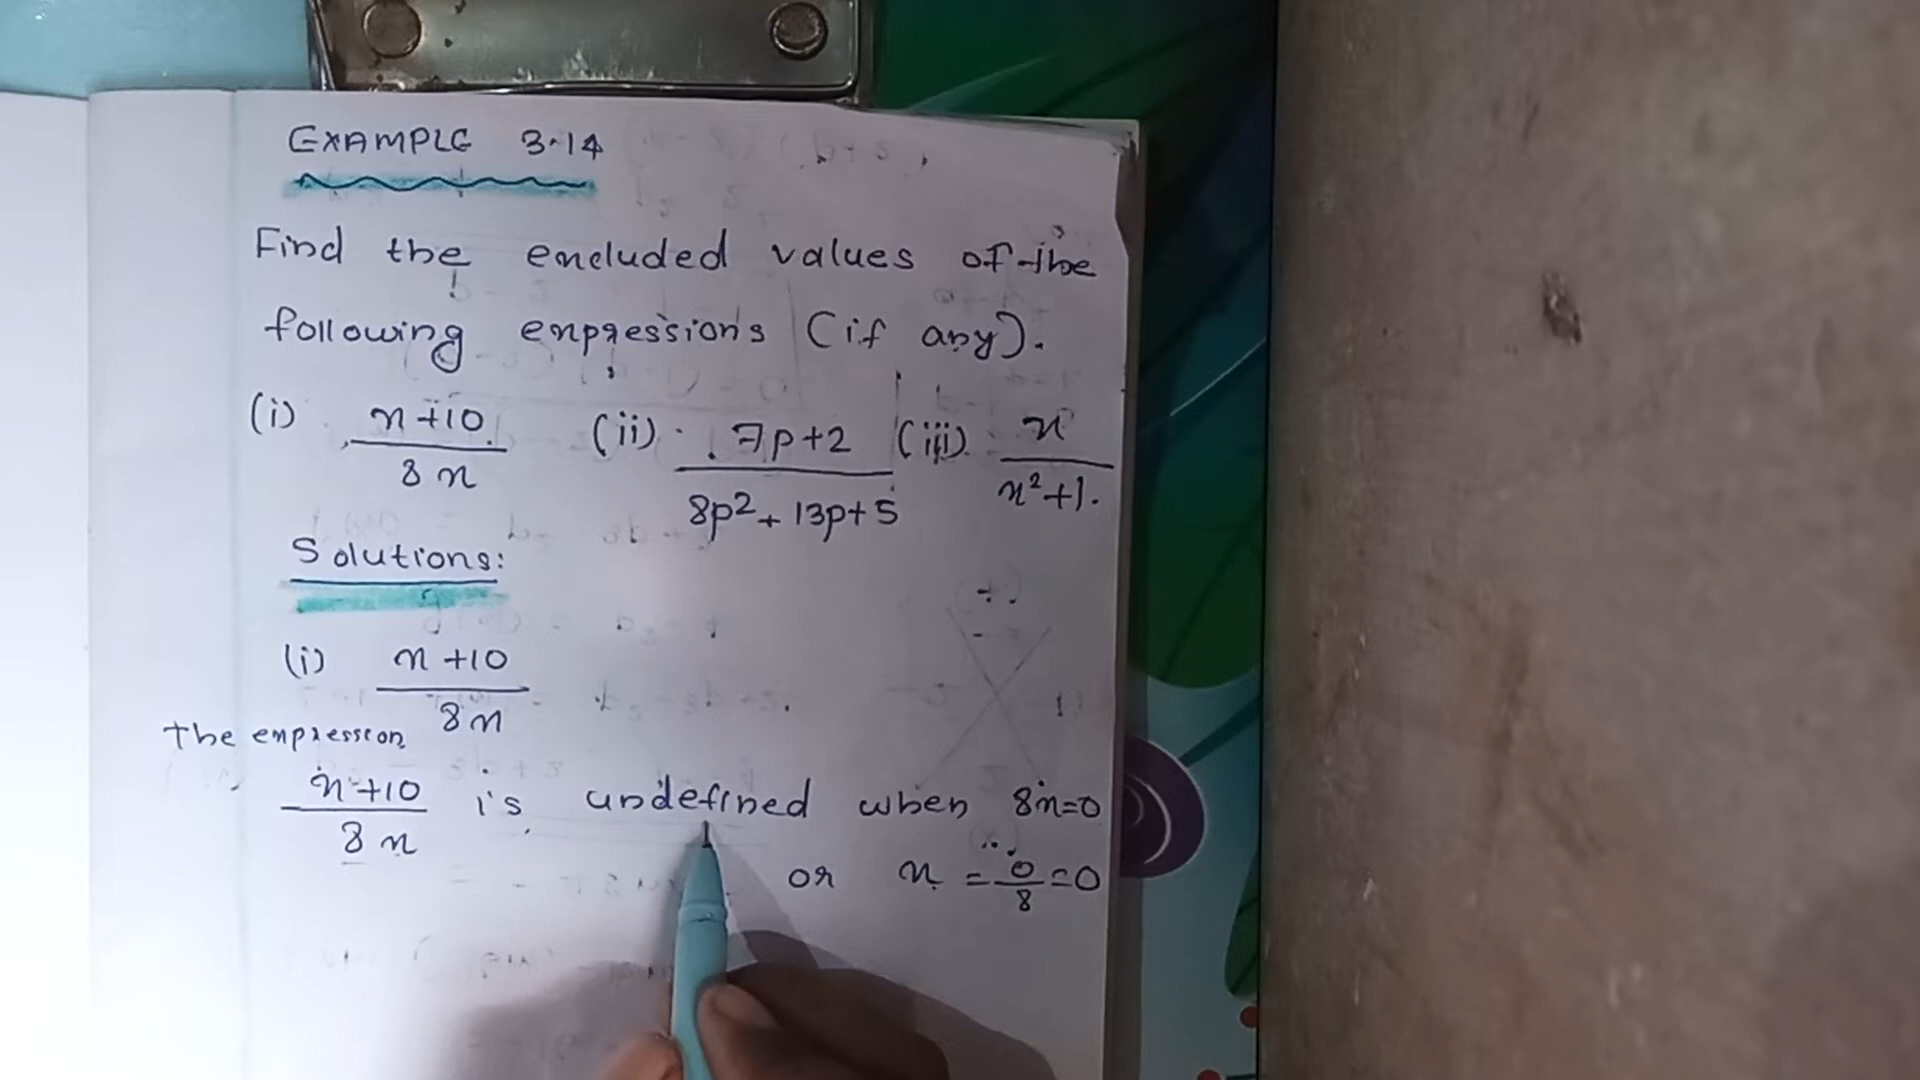 EXAMPLE 3.14
Find the excluded values of the
following expressions (if any).
(i) x+10 / 8x (ii) 7p+2 / 8p²+13p+5 (iii) x / x²+1.
Solutions:
(i) x+10 / 8x
the expression
x+10 / 8x is undefined when 8x=0
or x = 0/8 = 0